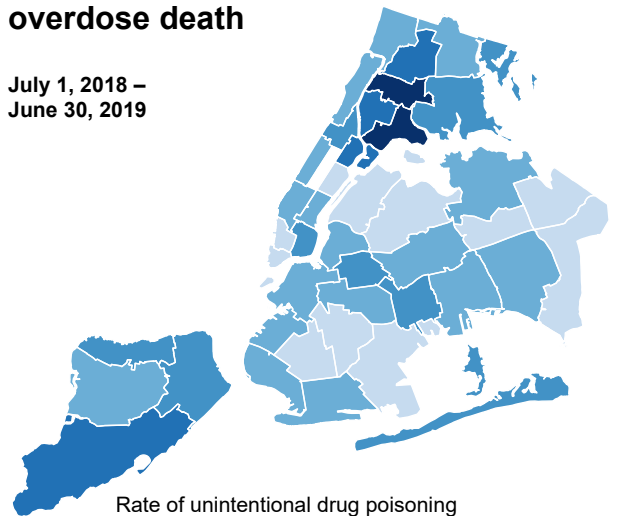 overdose death
July 1, 2018 –
June 30, 2019
Rate of unintentional drug poisoning